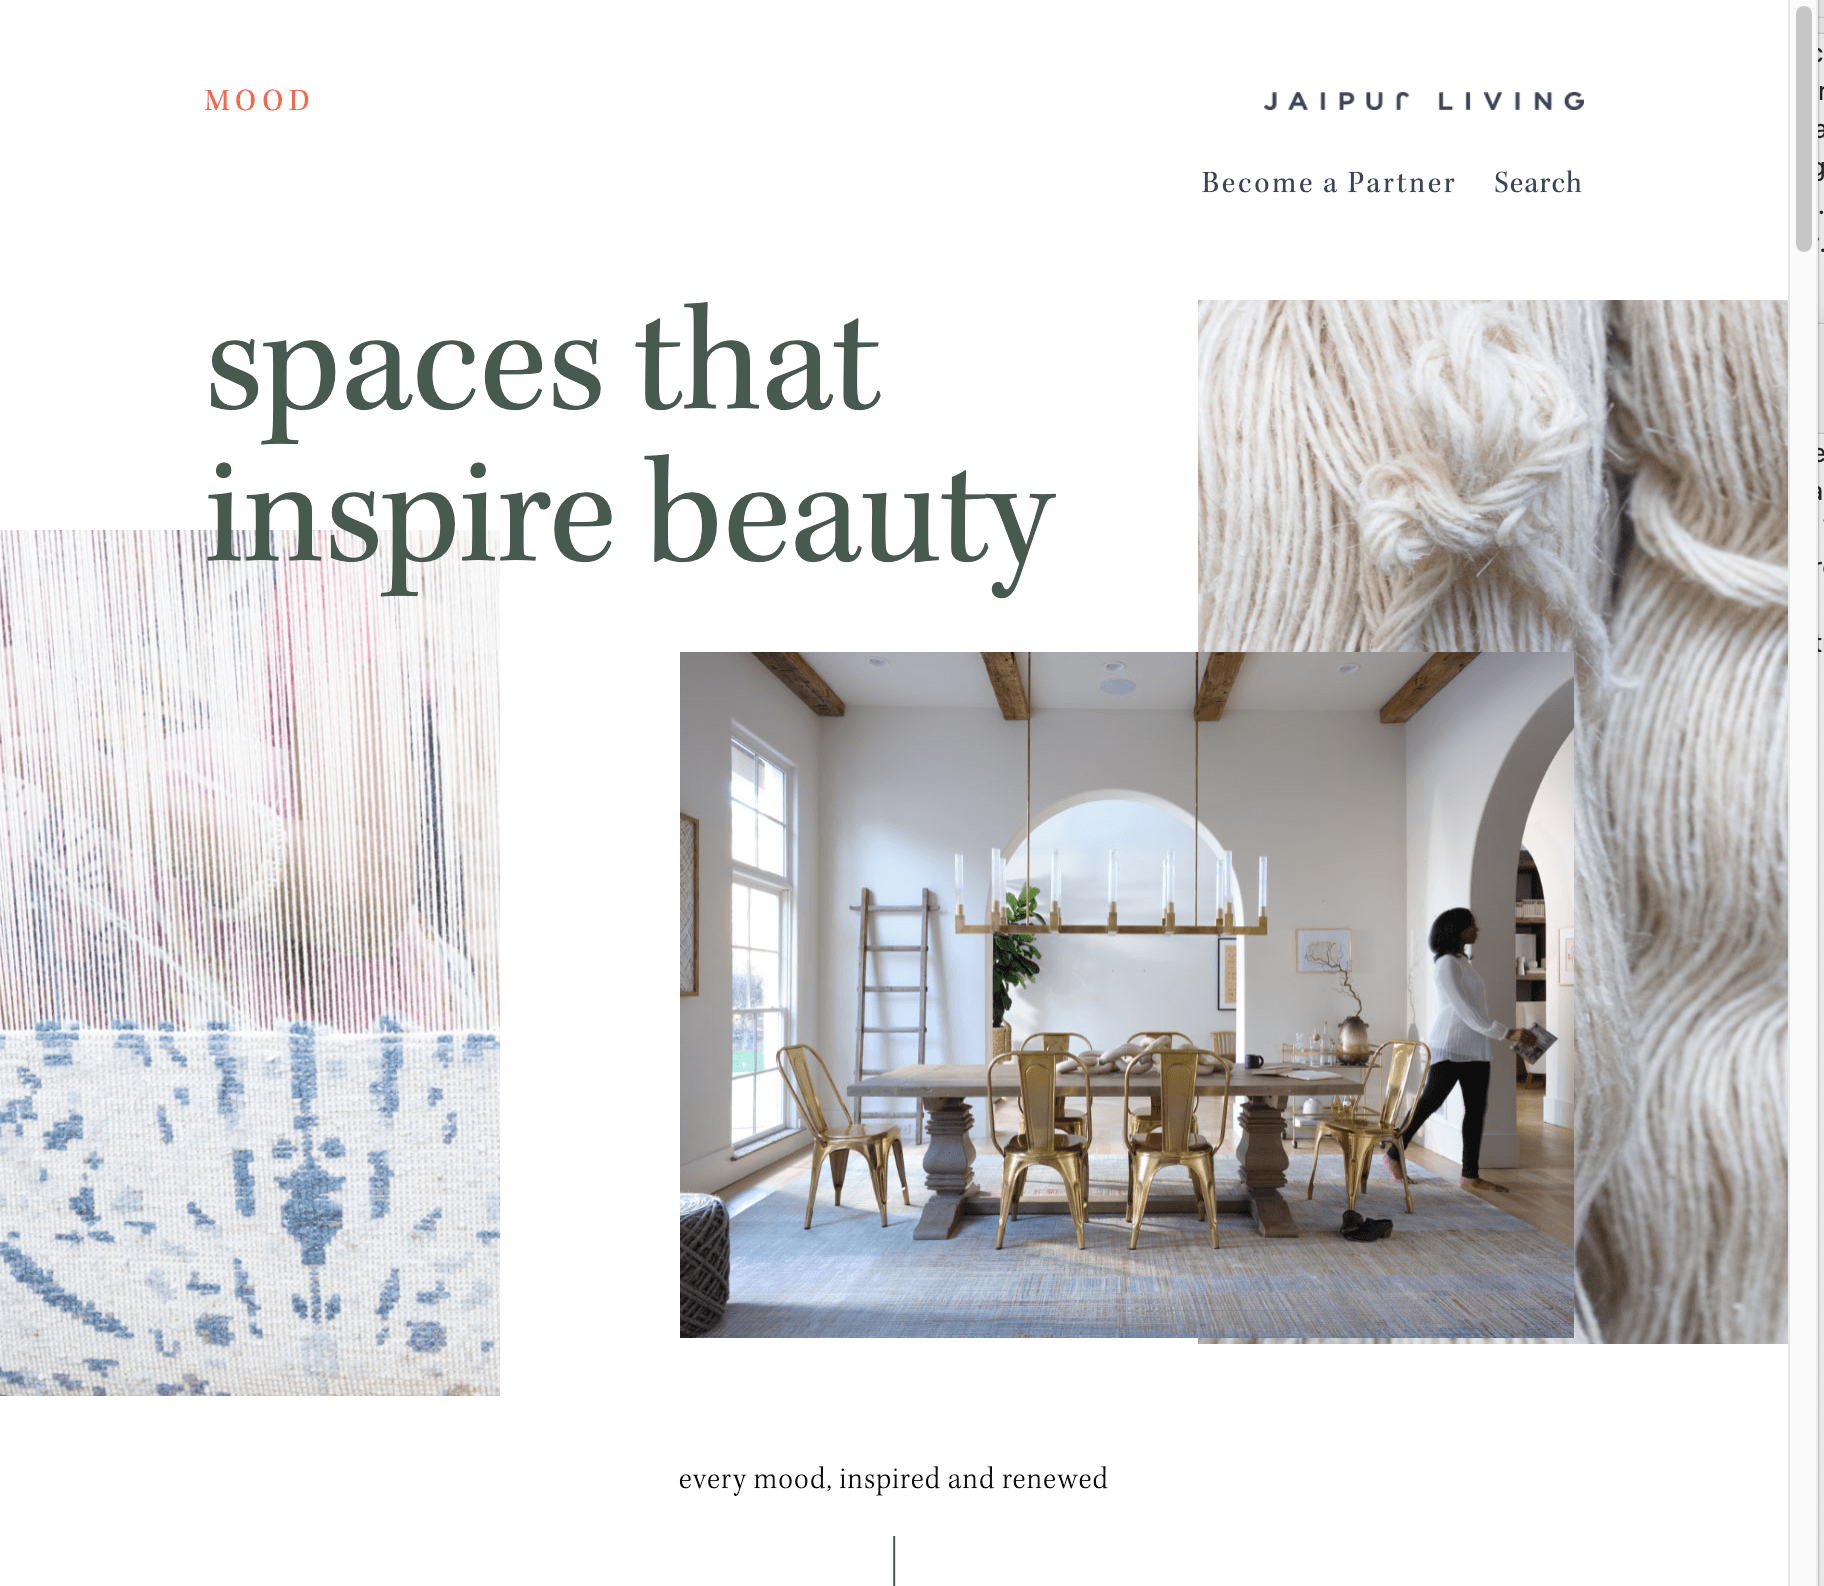 MOOD
JAIPUR LIVING
Become a Partner
Search
spaces that
inspire beauty
every mood, inspired and renewed